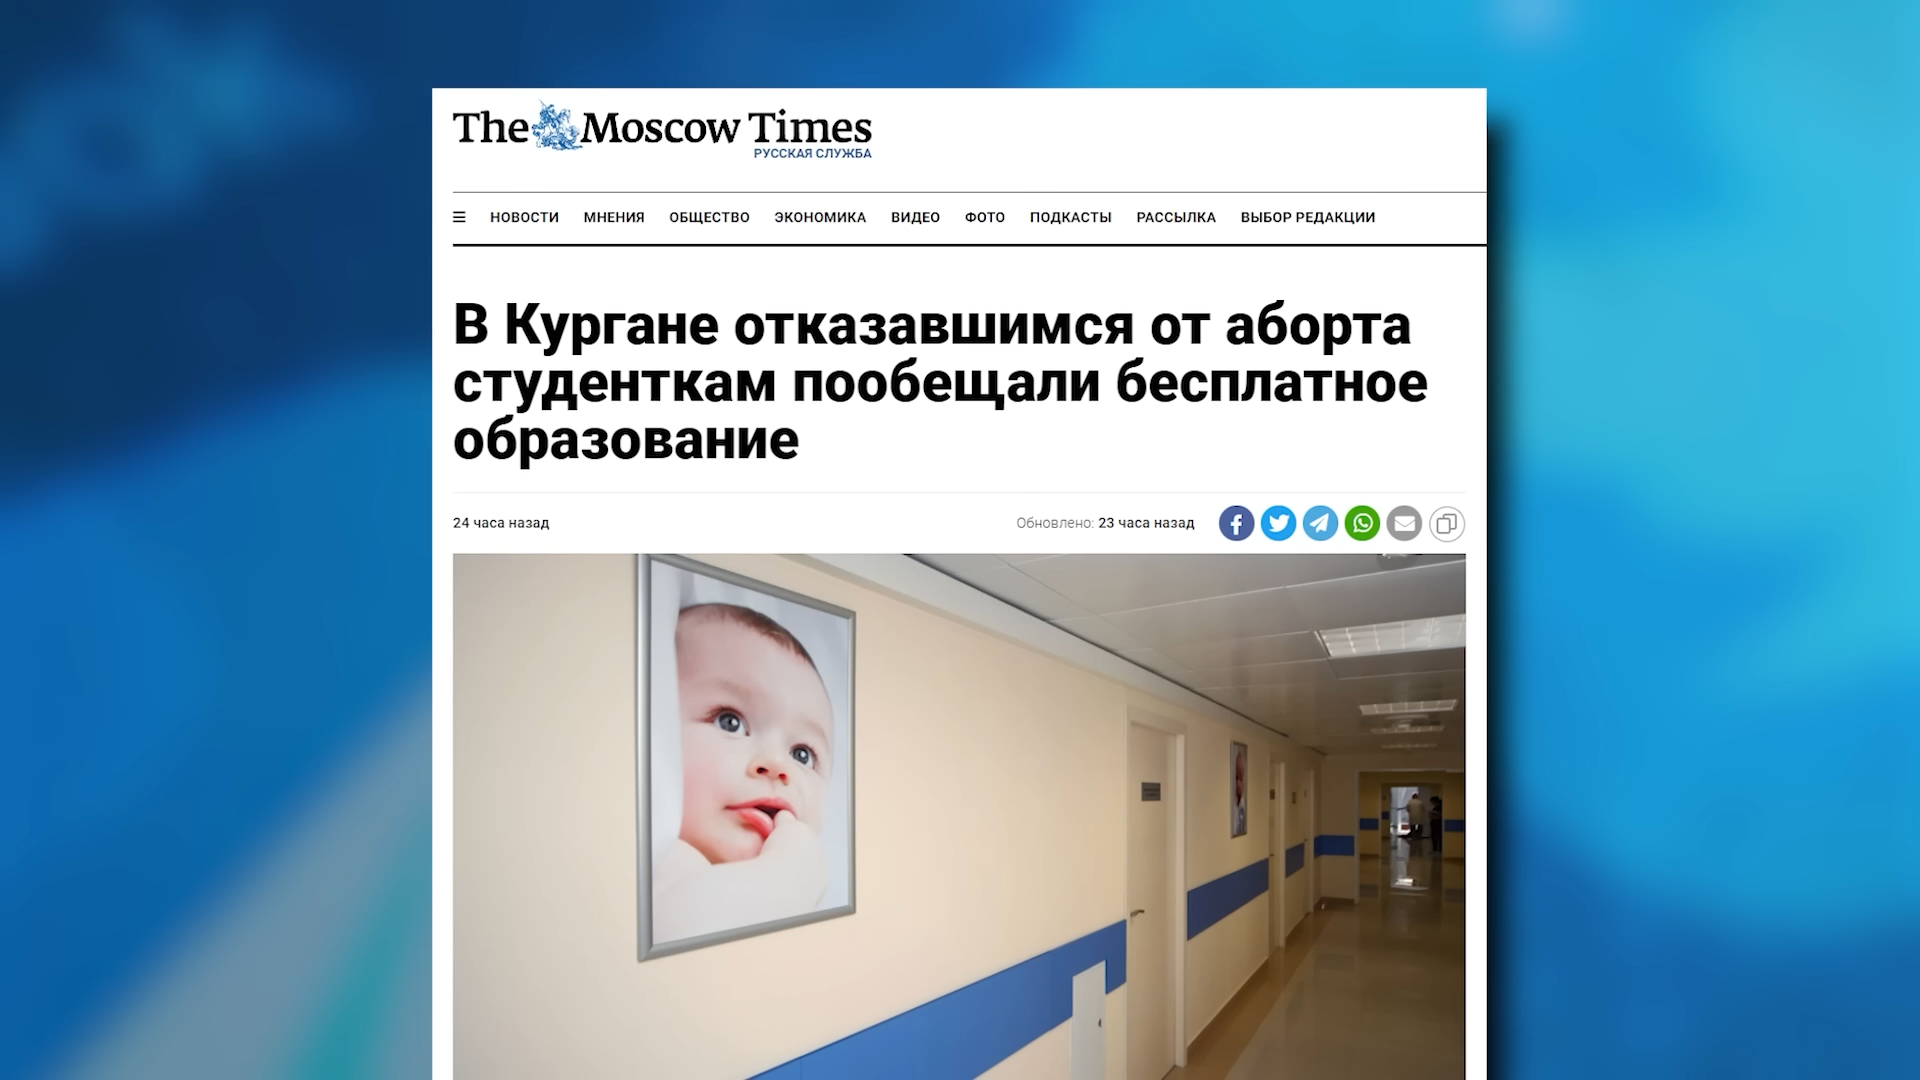 The Moscow Times
РУССКАЯ СЛУЖБА
НОВОСТИ МНЕНИЯ ОБЩЕСТВО ЭКОНОМИКА ВИДЕО ФОТО ПОДКАСТЫ РАССЫЛКА ВЫБОР РЕДАКЦИИ
В Кургане отказавшимся от аборта
студенткам пообещали бесплатное
образование
24 часа назад Обновлено: 23 часа назад